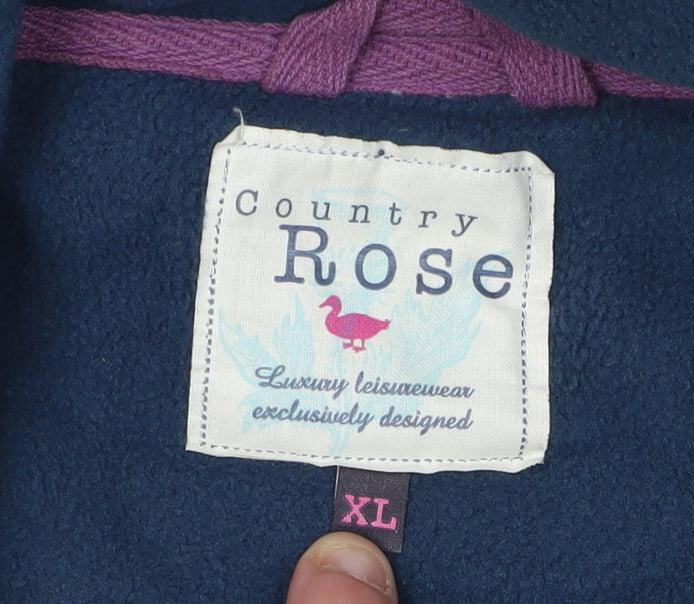 Country
Rose
Luxury leisurewear
exclusively designed
XL